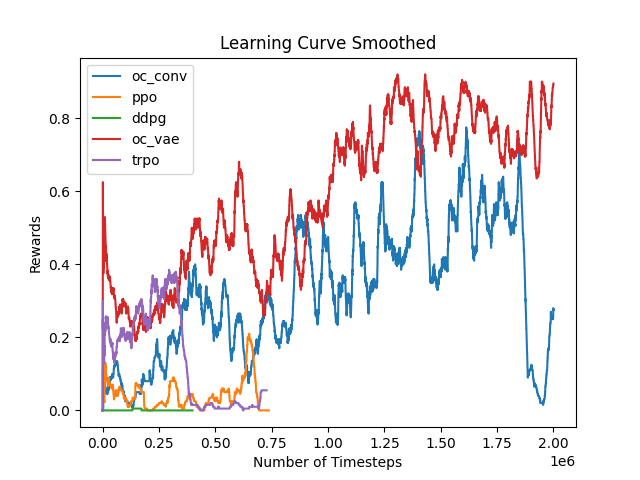 Learning Curve Smoothed
oc_conv
ppo
ddpg
oc_vae
trpo
Rewards
0.8
0.6
0.4
0.2
0.0
0.00 0.25 0.50 0.75 1.00 1.25 1.50 1.75 2.00
Number of Timesteps
1e6